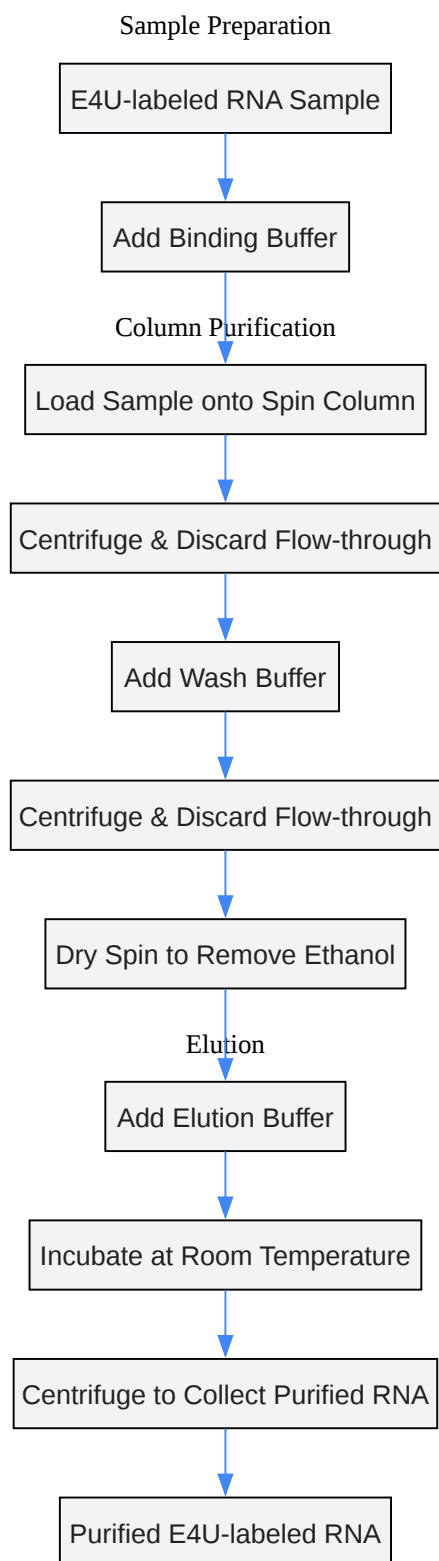 Sample Preparation
E4U-labeled RNA Sample
Add Binding Buffer
Column Purification
Load Sample onto Spin Column
Centrifuge & Discard Flow-through
Add Wash Buffer
Centrifuge & Discard Flow-through
Dry Spin to Remove Ethanol
Elution
Add Elution Buffer
Incubate at Room Temperature
Centrifuge to Collect Purified RNA
Purified E4U-labeled RNA